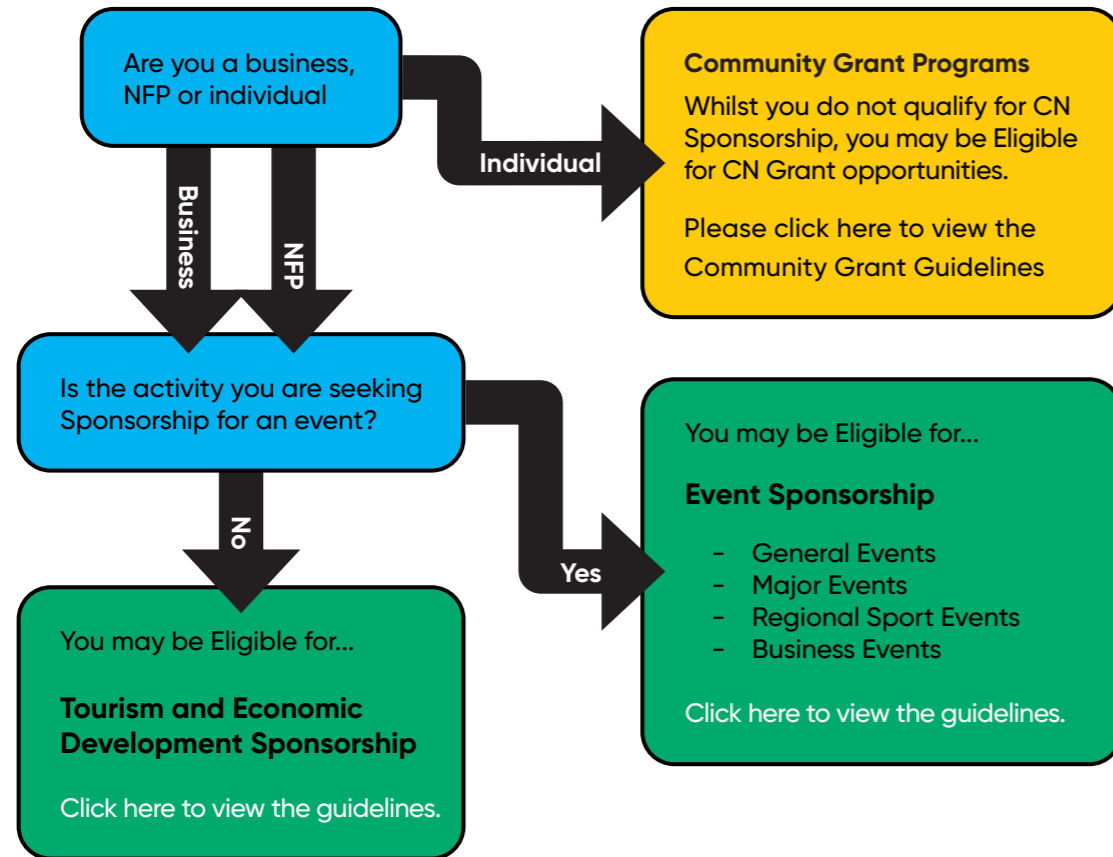 Are you a business,
NFP or individual
Individual
Community Grant Programs
Whilst you do not qualify for CN
Sponsorship, you may be Eligible
for CN Grant opportunities.
Please click here to view the
Community Grant Guidelines
Business
NFP
Is the activity you are seeking
Sponsorship for an event?
Yes
You may be Eligible for...
Event Sponsorship
- General Events
- Major Events
- Regional Sport Events
- Business Events
Click here to view the guidelines.
No
You may be Eligible for...
Tourism and Economic
Development Sponsorship
Click here to view the guidelines.